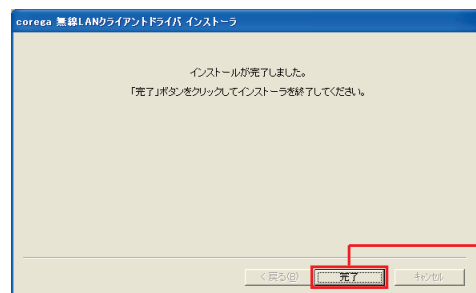 corega 無線LANクライアントドライバ インストーラ
インストールが完了しました。
「完了」ボタンをクリックしてインストーラを終了してください。
< 戻る(B) 完了 キャンセル